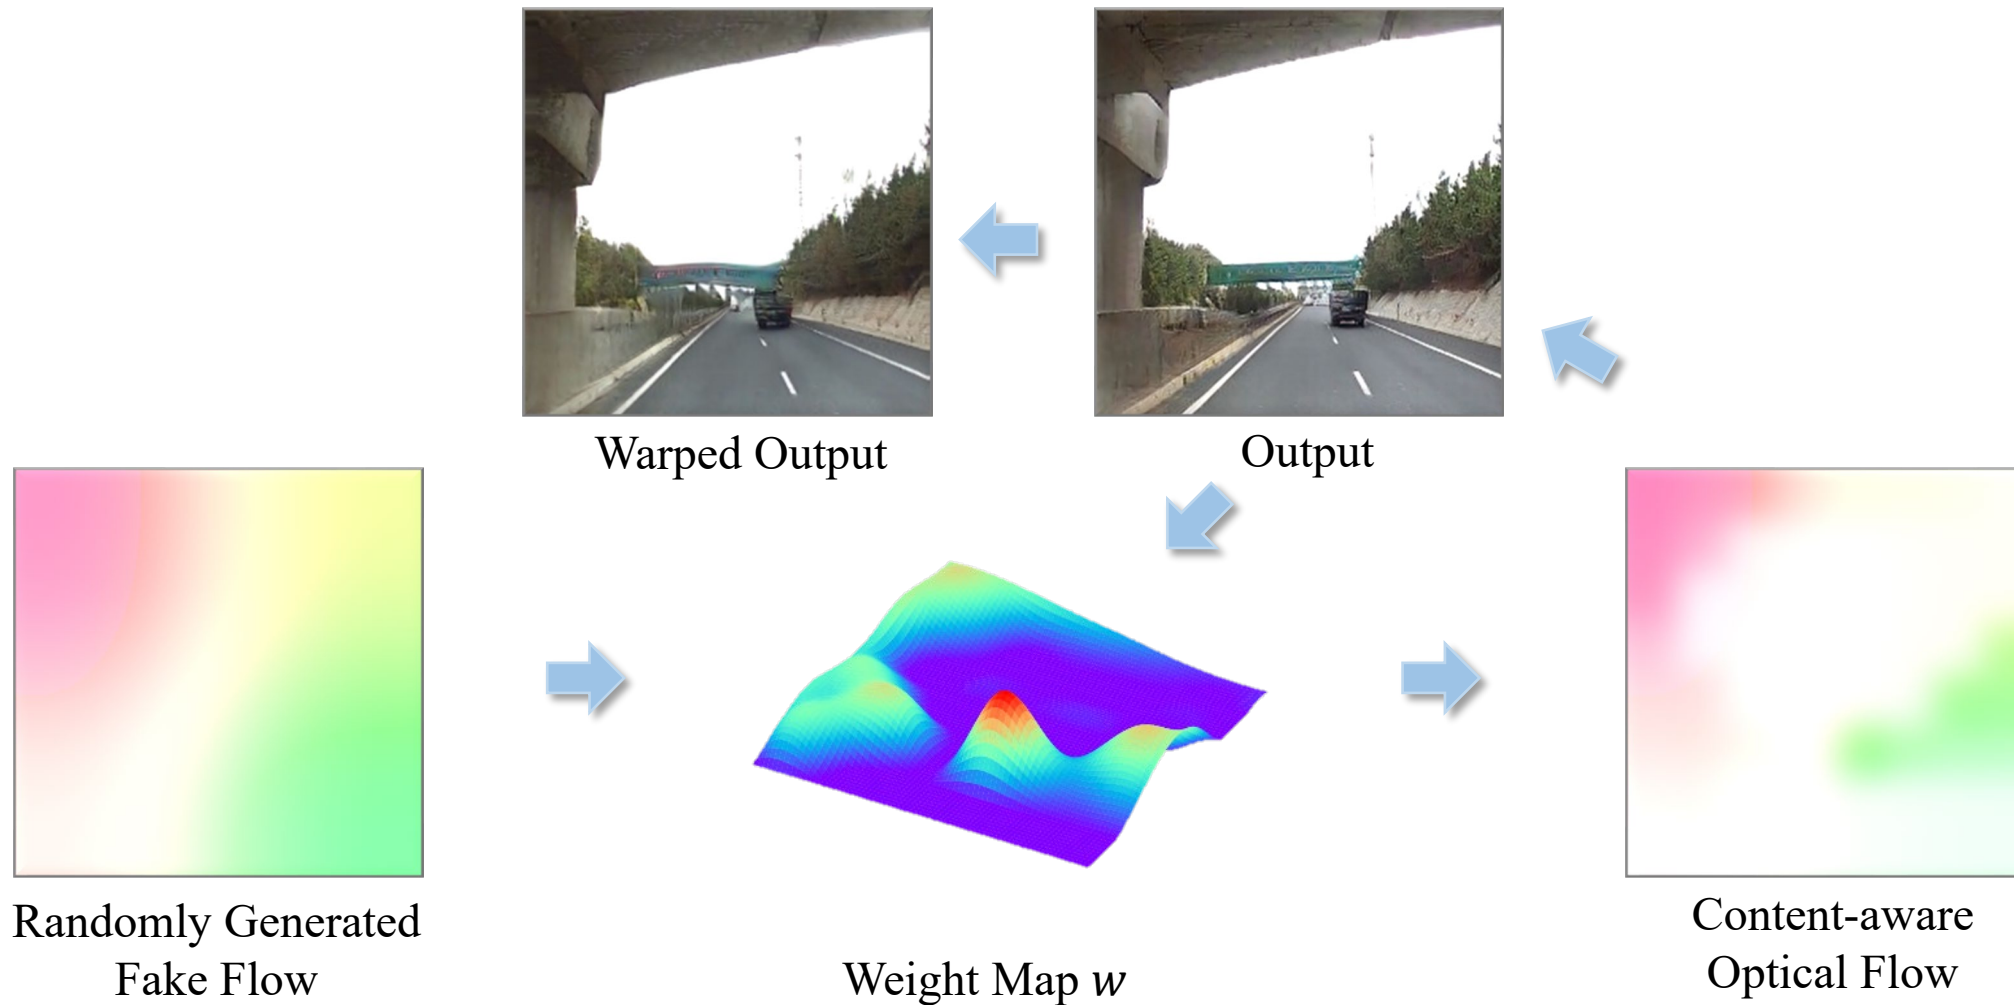 Warped Output
Output
Randomly Generated
Fake Flow
Weight Map w
Content-aware
Optical Flow